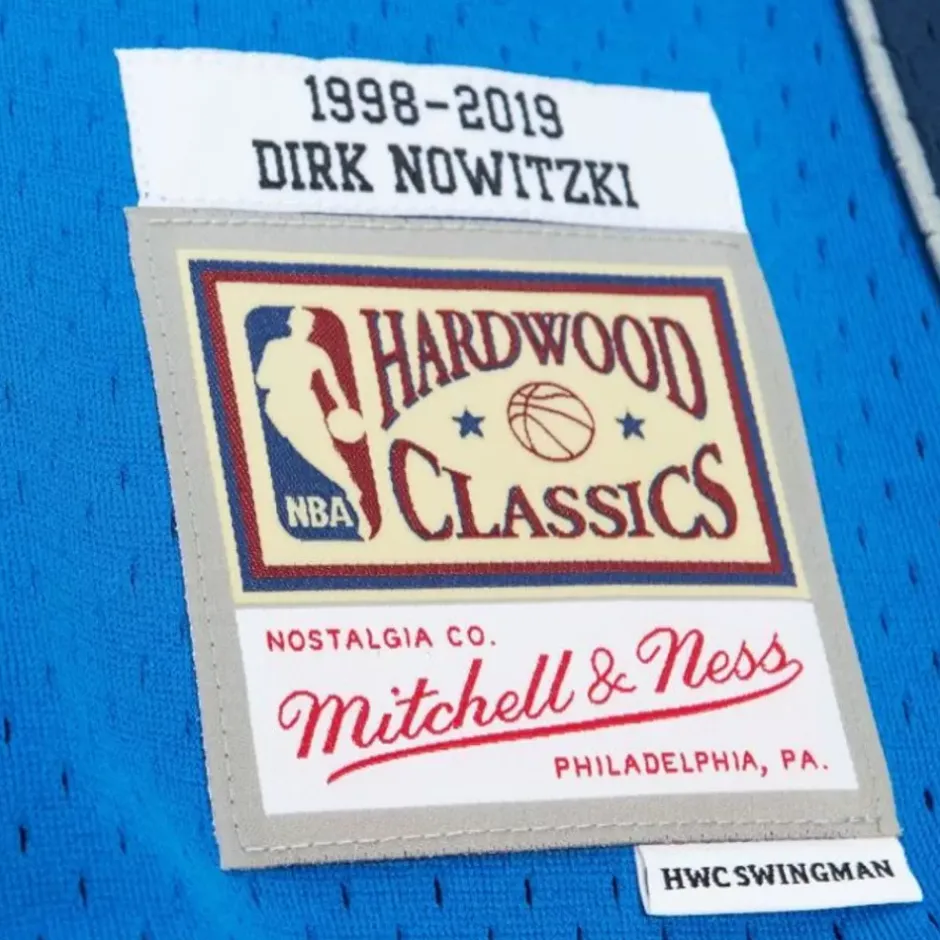 1998-2019
DIRK NOWITZKI
HARDWOOD
CLASSICS
NBA
NOSTALGIA CO.
Mitchell & Ness
PHILADELPHIA, PA.
HWC SWINGMAN